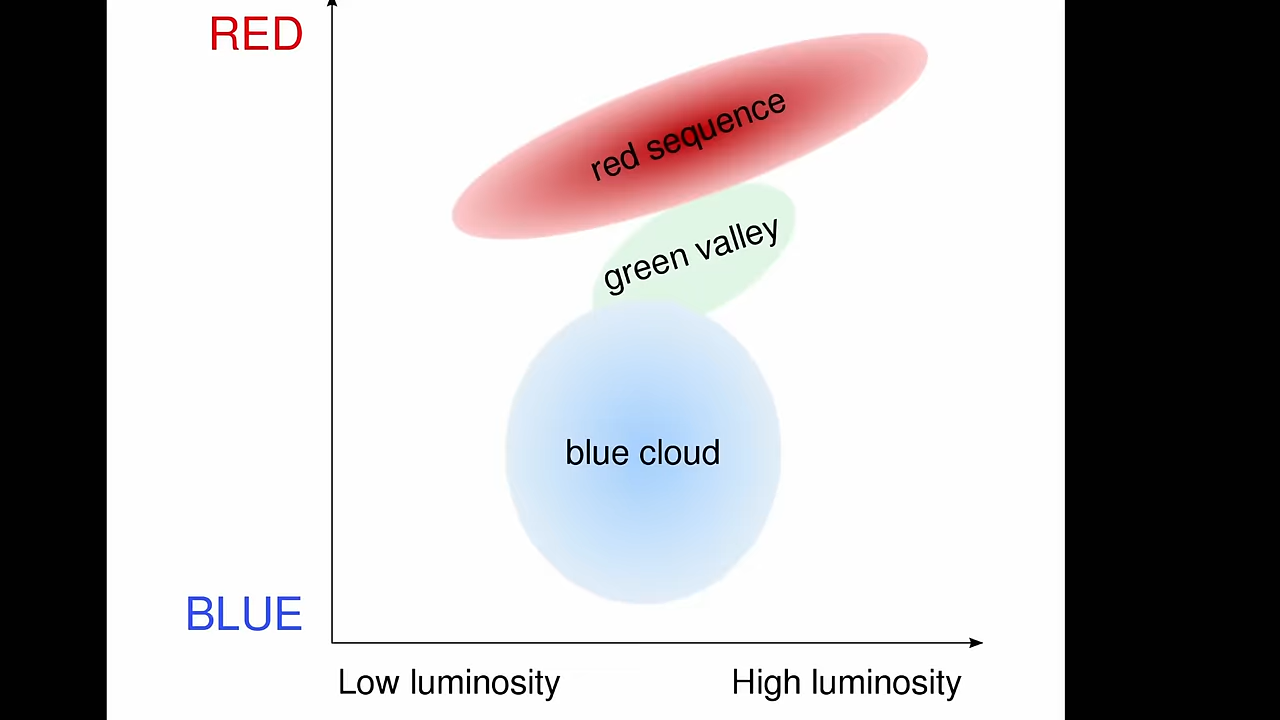 RED
red sequence
green valley
blue cloud
BLUE
Low luminosity
High luminosity